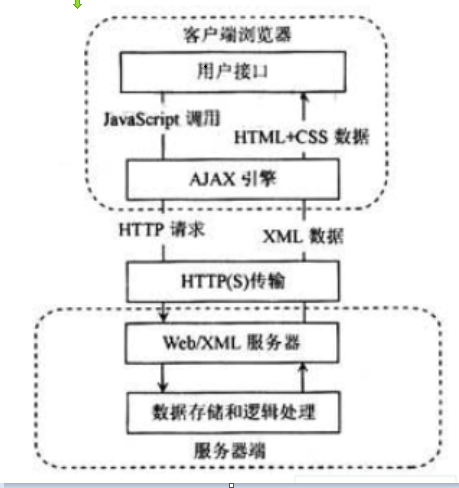 客户端浏览器
用户接口
JavaScript 调用
HTML+CSS 数据
AJAX 引擎
HTTP 请求
XML 数据
HTTP(S)传输
Web/XML 服务器
数据存储和逻辑处理
服务器端